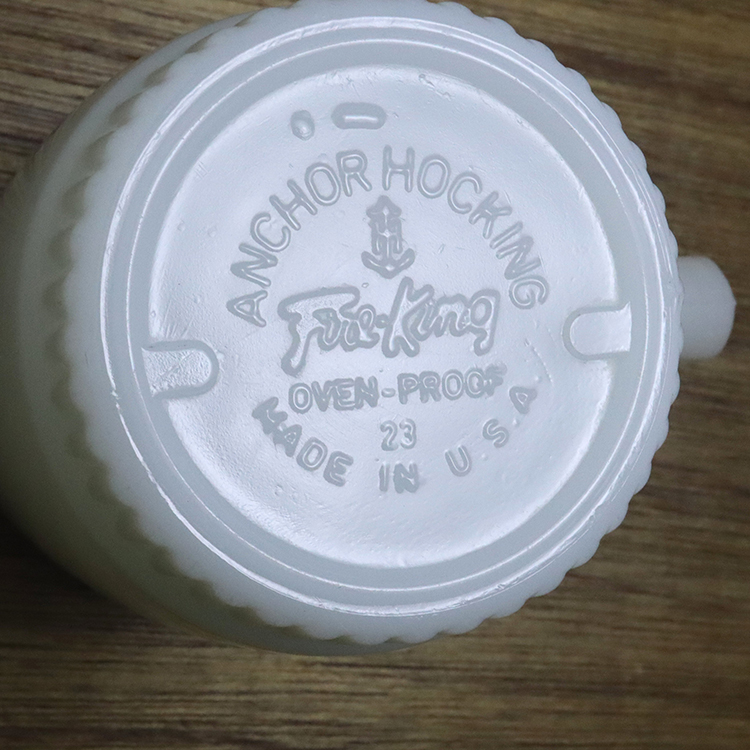 ANCHOR HOCKING
Fire-King
OVEN-PROOF
23
MADE IN U.S.A.